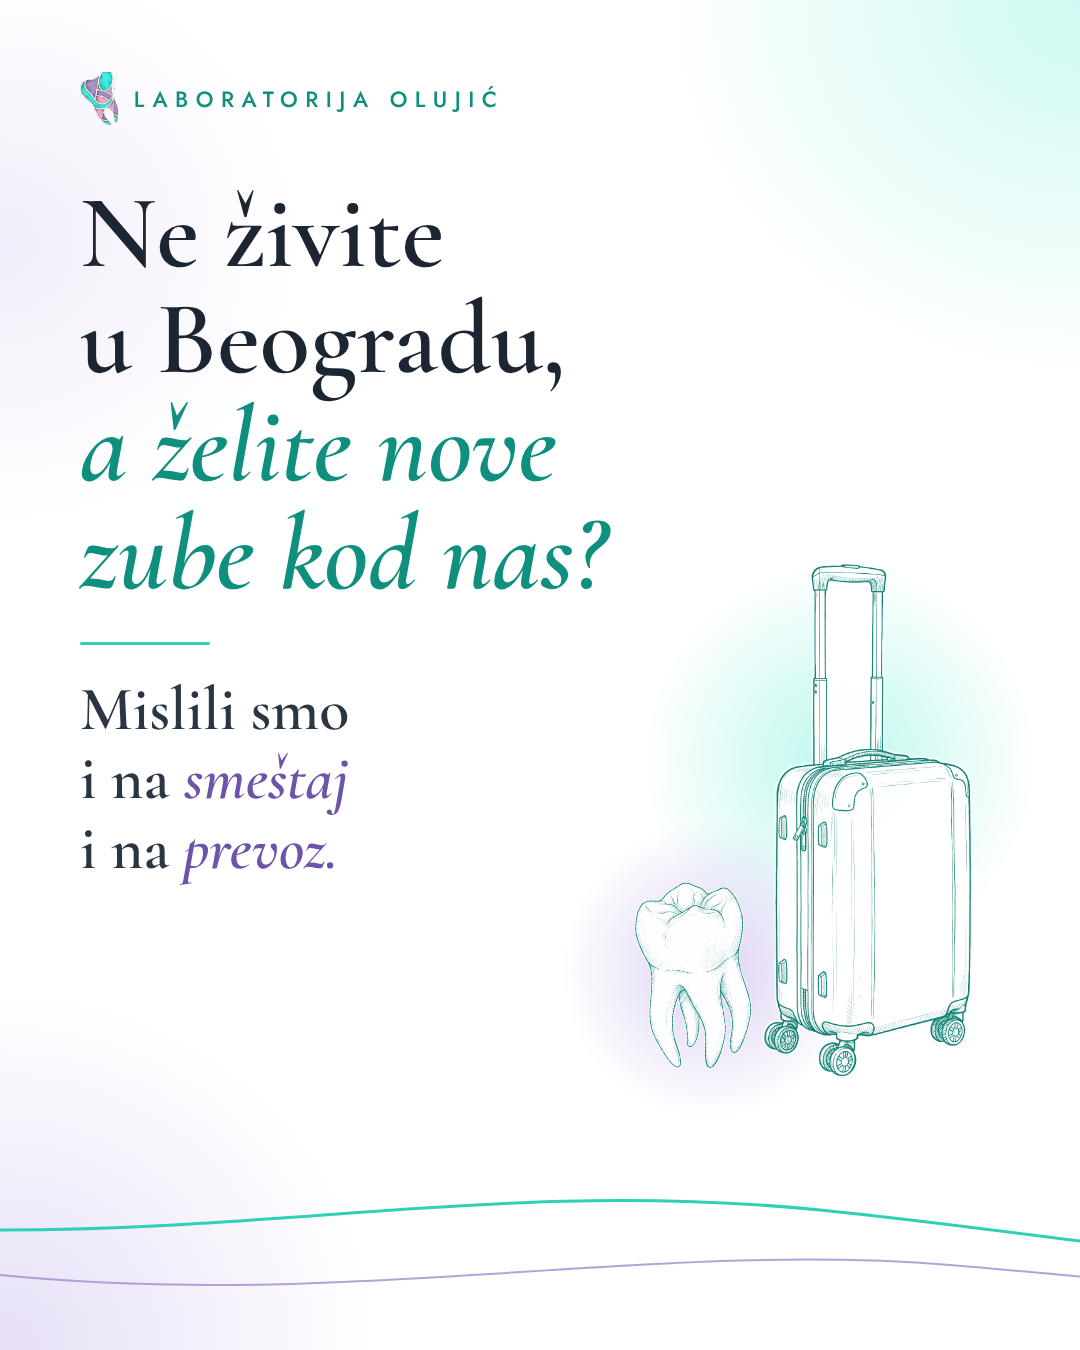 LABORATORIJA OLUJIĆ
Ne živite
u Beogradu,
a želite nove
zube kod nas?
Mislili smo
i na smeštaj
i na prevoz.